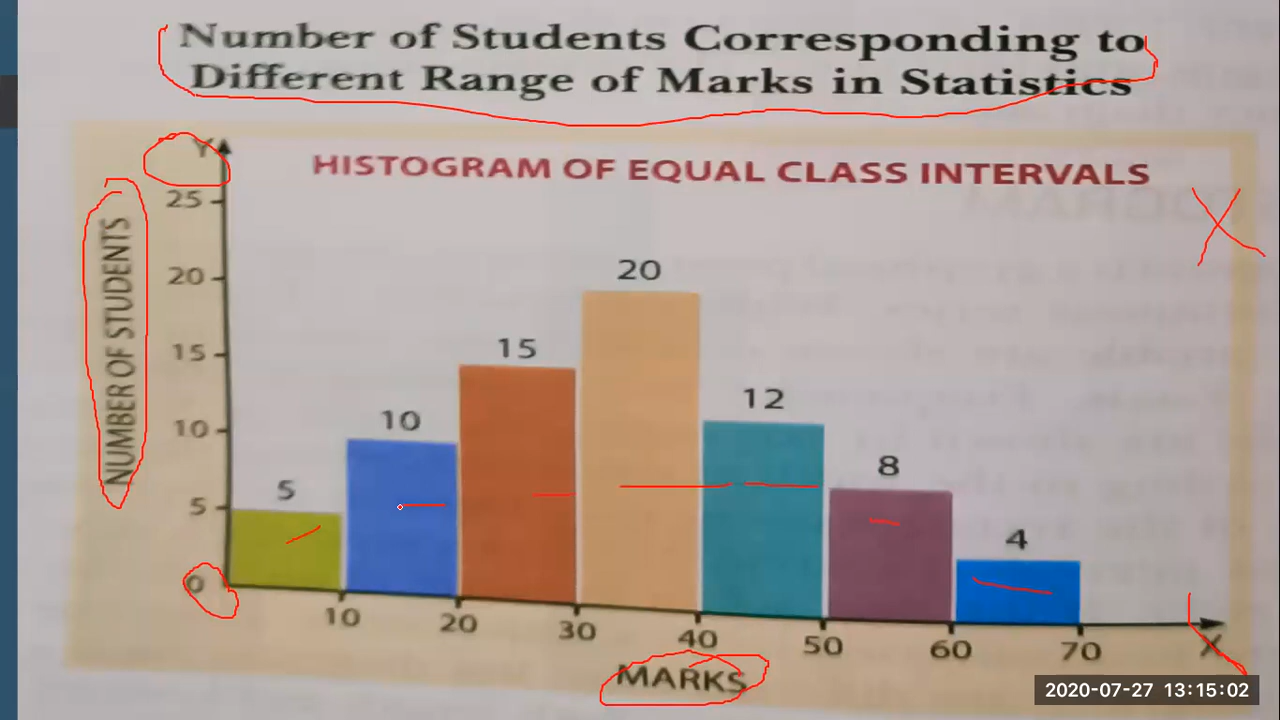 Number of Students Corresponding to
Different Range of Marks in Statistics
Y
HISTOGRAM OF EQUAL CLASS INTERVALS
NUMBER OF STUDENTS
25
20
15
10
5
0
5
10
15
20
12
8
4
10 20 30 40 50 60 70 X
MARKS
2020-07-27 13:15:02